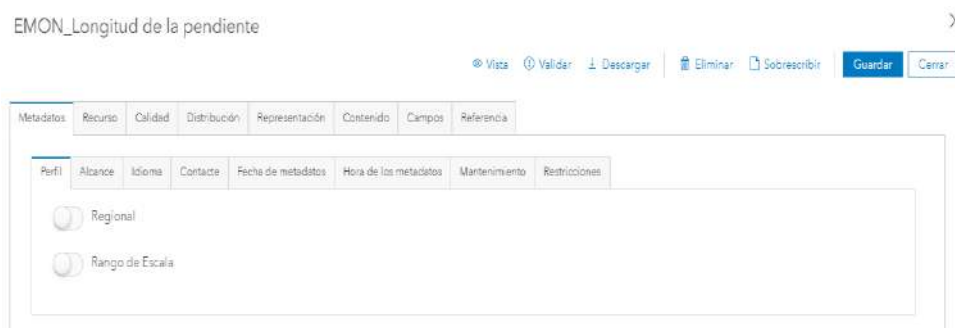 EMON_Longitud de la pendiente
Vista Validar Descargar Eliminar Sobrescribir Guardar Cerrar
Metadatos Recurso Calidad Distribución Representación Contenido Campos Referencia
Perfil Alcance Idioma Contacte Fecha de metadatos Hora de los metadatos Mantenimiento Restricciones
Regional
Rango de Escala